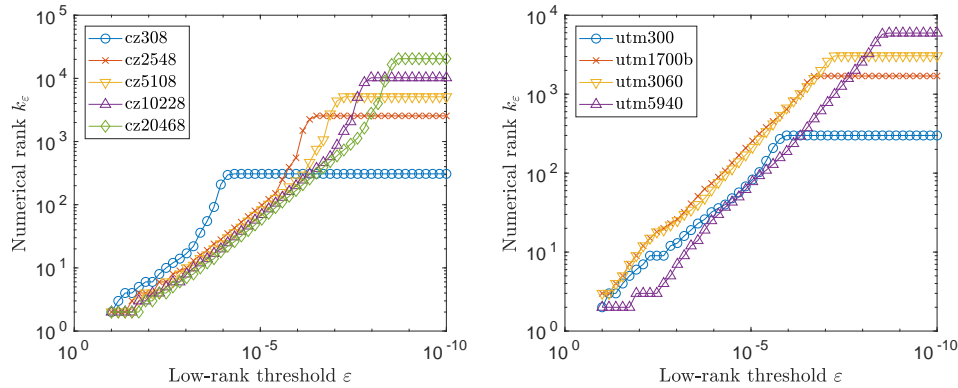 10^5
10^4
10^3
10^2
10^1
10^0
Numerical rank k_ε
cz308
cz2548
cz5108
cz10228
cz20468
10^0
10^-5
10^-10
Low-rank threshold ε
10^4
10^3
10^2
10^1
10^0
Numerical rank k_ε
utm300
utm1700b
utm3060
utm5940
10^0
10^-5
10^-10
Low-rank threshold ε